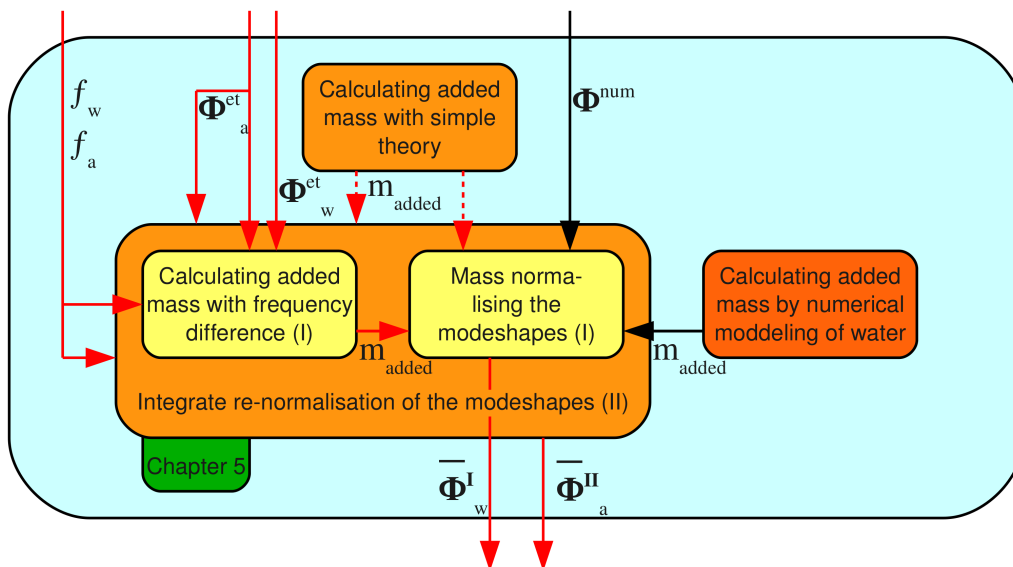 f_w
f_a
Φ^et_a
Calculating added
mass with simple
theory
Φ^num
Φ^et_w
m_added
Calculating added
mass with frequency
difference (I)
Mass norma-
lising the
modeshapes (I)
Calculating added
mass by numerical
moddeling of water
m_added
m_added
Integrate re-normalisation of the modeshapes (II)
Chapter 5
Φ̅^I_w
Φ̅^II_a